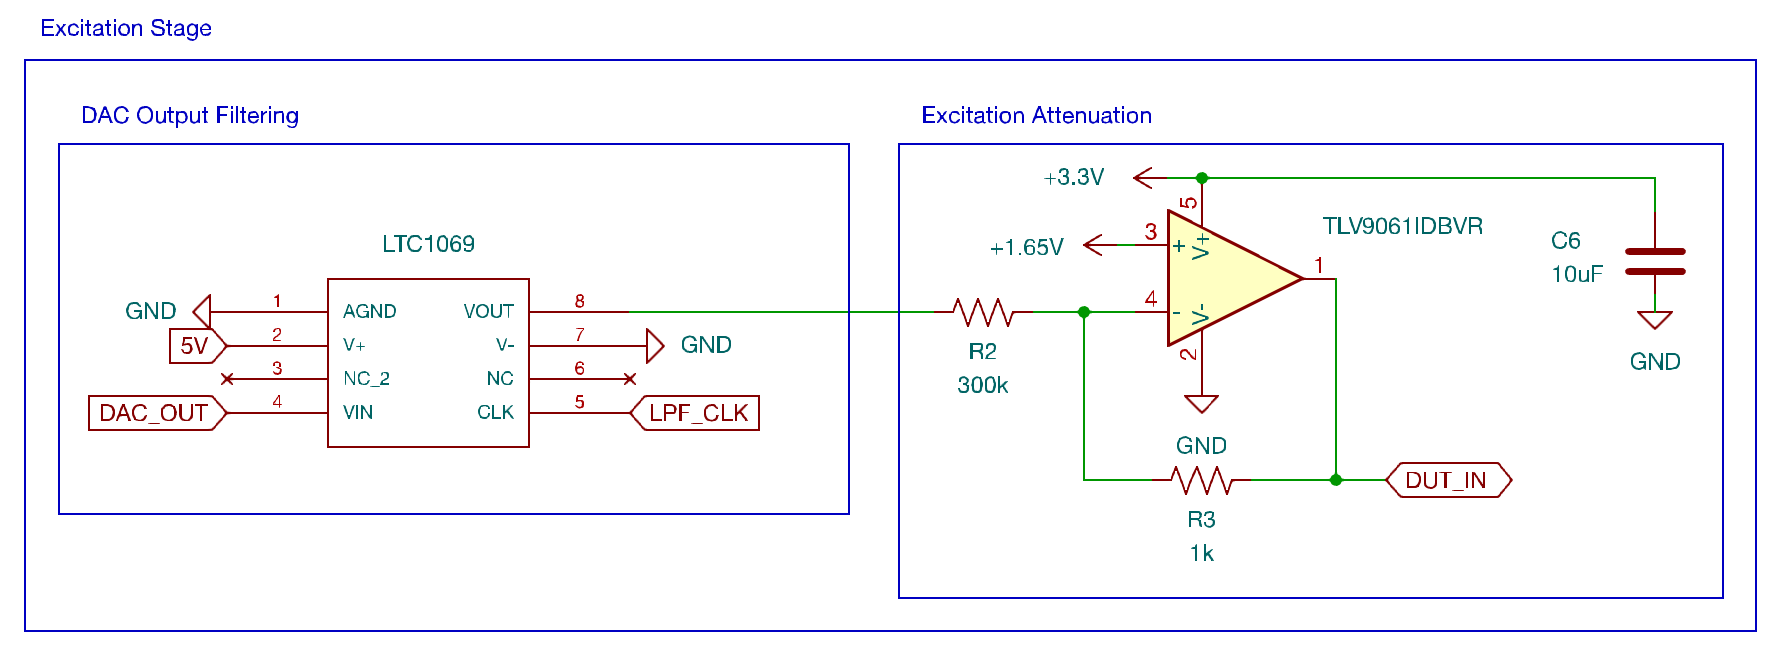 Excitation Stage
DAC Output Filtering
Excitation Attenuation
LTC1069
GND
1
AGND
VOUT
8
5V
2
V+
V-
7
GND
3
NC_2
NC
6
DAC_OUT
4
VIN
CLK
5
LPF_CLK
+3.3V
5
TLV9061IDBVR
+1.65V
3
+
V+
1
4
-
V-
2
GND
R2
300k
R3
1k
DUT_IN
C6
10uF
GND